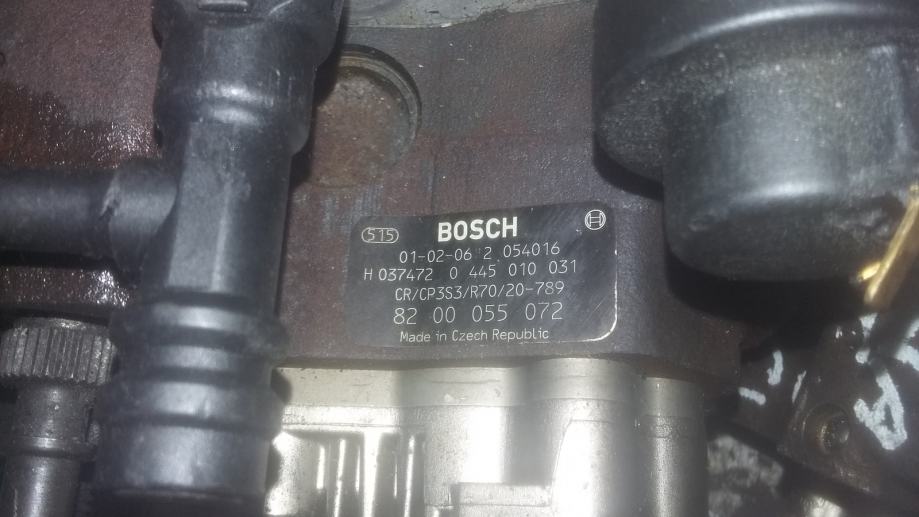 515 BOSCH
01-02-06 2 054016
H 037472 0 445 010 031
CR/CP3S3/R70/20-789
82 00 055 072
Made in Czech Republic